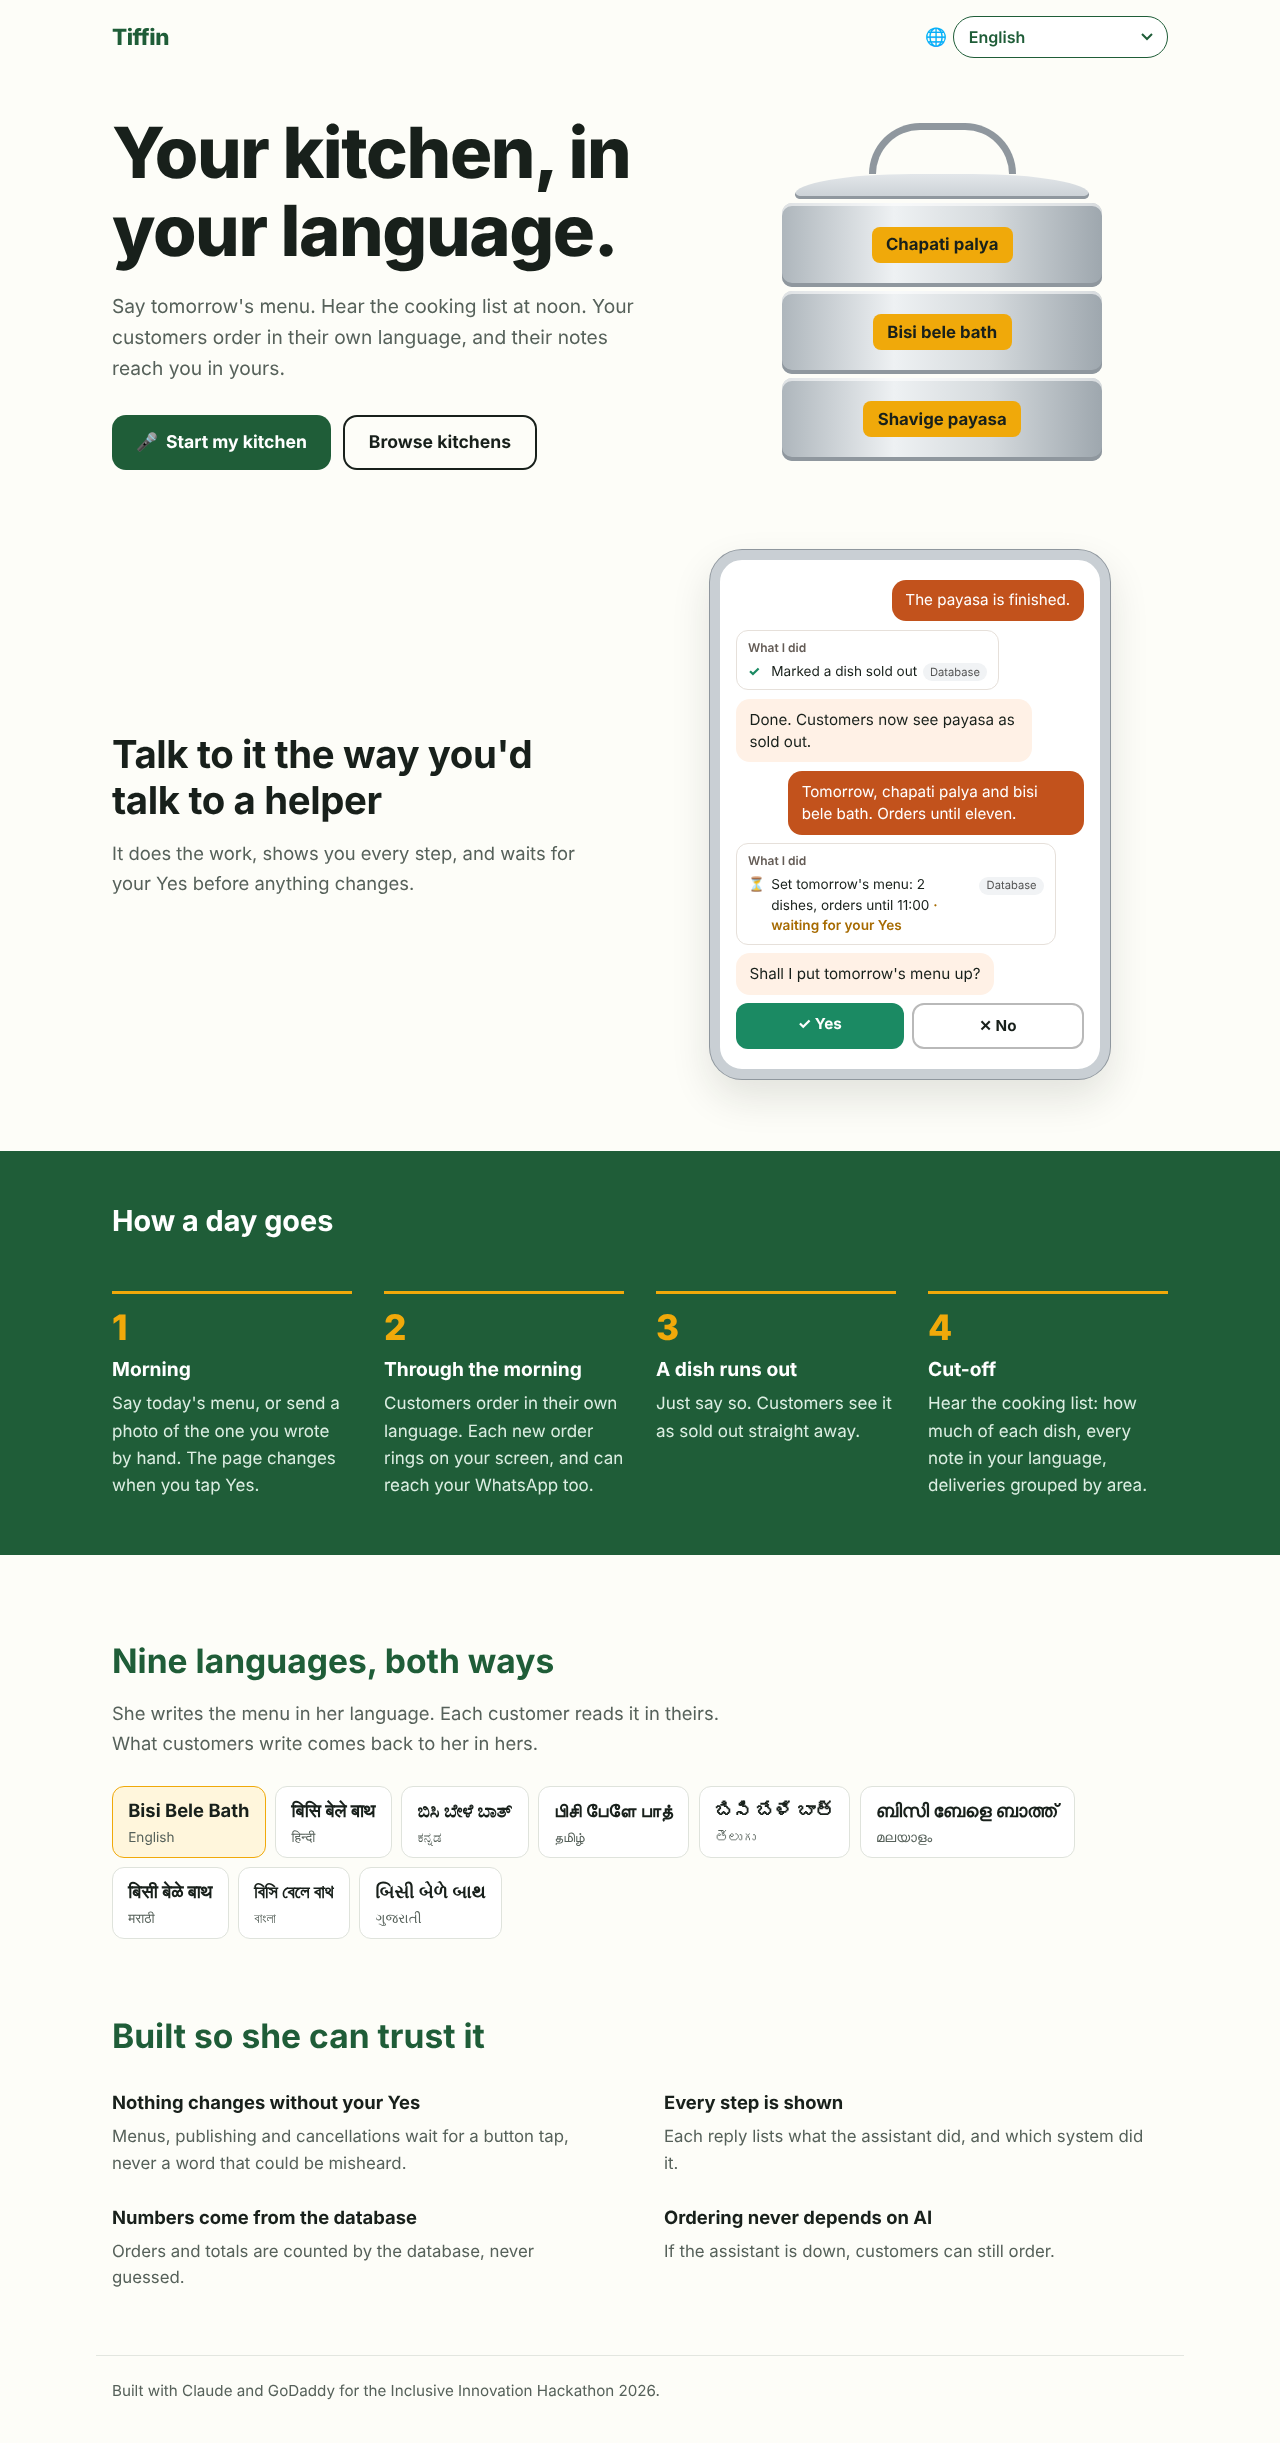 Tiffin
English
Your kitchen, in
your language.
Say tomorrow's menu. Hear the cooking list at noon. Your
customers order in their own language, and their notes
reach you in yours.
Start my kitchen
Browse kitchens
Chapati palya
Bisi bele bath
Shavige payasa
Talk to it the way you'd
talk to a helper
It does the work, shows you every step, and waits for
your Yes before anything changes.
The payasa is finished.
What I did
✓ Marked a dish sold out Database
Done. Customers now see payasa as
sold out.
Tomorrow, chapati palya and bisi
bele bath. Orders until eleven.
What I did
Set tomorrow's menu: 2 Database
dishes, orders until 11:00 ·
waiting for your Yes
Shall I put tomorrow's menu up?
✓ Yes
✕ No
How a day goes
1
Morning
Say today's menu, or send a
photo of the one you wrote
by hand. The page changes
when you tap Yes.
2
Through the morning
Customers order in their own
language. Each new order
rings on your screen, and can
reach your WhatsApp too.
3
A dish runs out
Just say so. Customers see it
as sold out straight away.
4
Cut-off
Hear the cooking list: how
much of each dish, every
note in your language,
deliveries grouped by area.
Nine languages, both ways
She writes the menu in her language. Each customer reads it in theirs.
What customers write comes back to her in hers.
Bisi Bele Bath
English
बिसि बेले बाथ
हिन्दी
ಬಿಸಿ ಬೇಳೆ ಬಾತ್
ಕನ್ನಡ
பிசி பேளே பாத்
தமிழ்
బిసి బేళే బాత్
తెలుగు
ബിസി ബേളെ ബാത്ത്
മലയാളം
बिसी बेळे बाथ
मराठी
বিসি বেলে বাথ
বাংলা
બિસી બેળે બાથ
ગુજરાતી
Built so she can trust it
Nothing changes without your Yes
Menus, publishing and cancellations wait for a button tap,
never a word that could be misheard.
Every step is shown
Each reply lists what the assistant did, and which system did
it.
Numbers come from the database
Orders and totals are counted by the database, never
guessed.
Ordering never depends on AI
If the assistant is down, customers can still order.
Built with Claude and GoDaddy for the Inclusive Innovation Hackathon 2026.